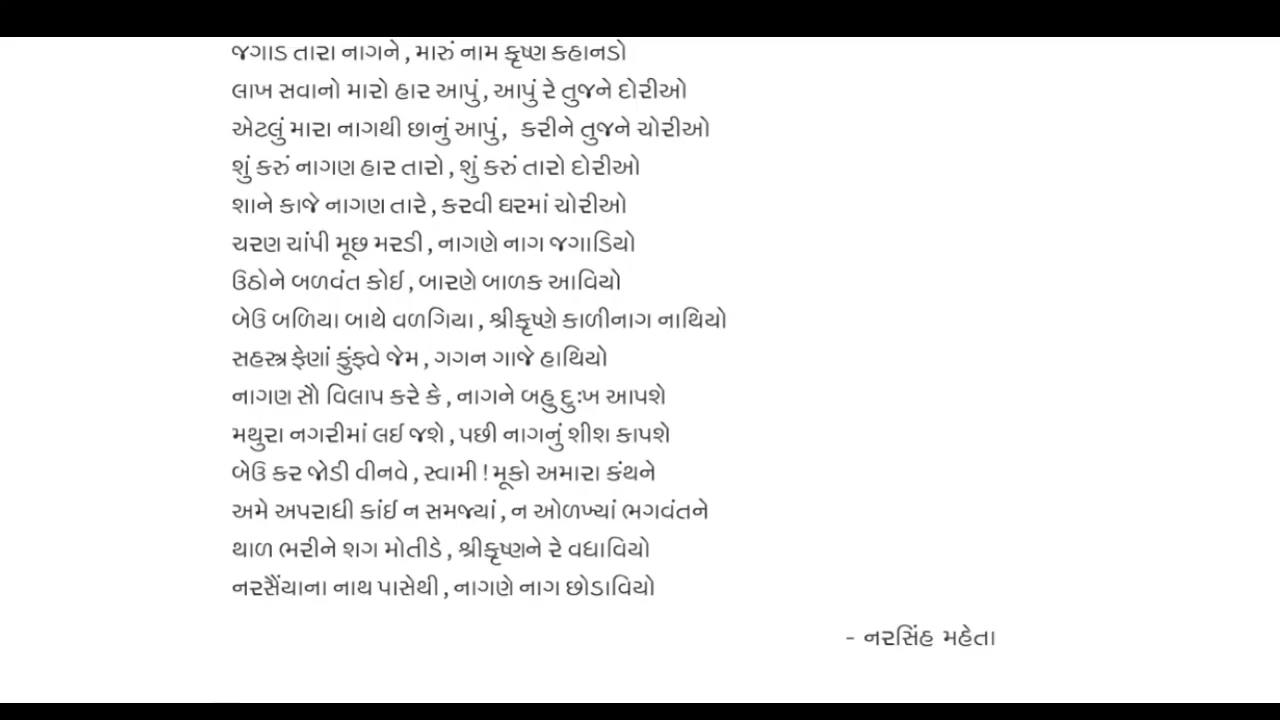 જગાડ તારા નાગને , મારું નામ કૃષ્ણ કહાનડો
લાખ સવાનો મારો હાર આપું , આપું રે તુજને દોરીઓ
એટલું મારા નાગથી છાનું આપું , કરીને તુજને ચોરીઓ
શું કરું નાગણ હાર તારો , શું કરું તારો દોરીઓ
શાને કાજે નાગણ તારે , કરવી ઘરમાં ચોરીઓ
ચરણ ચાંપી મૂછ મરડી , નાગણે નાગ જગાડિયો
ઉઠોને બળવંત કોઈ , બારણે બાળક આવિયો
બેઉ બળિયા બાથે વળગિયા , શ્રીકૃષ્ણે કાળીનાગ નાથિયો
સહસ્ત્ર ફેણાં ફુંફવે જેમ , ગગન ગાજે હાથિયો
નાગણ સૌ વિલાપ કરે કે , નાગને બહુ દુઃખ આપશે
મથુરા નગરીમાં લઈ જશે , પછી નાગનું શીશ કાપશે
બેઉ કર જોડી વીનવે , સ્વામી ! મૂકો અમારા કંથને
અમે અપરાધી કાંઈ ન સમજ્યાં , ન ઓળખ્યાં ભગવંતને
થાળ ભરીને શગ મોતીડે , શ્રીકૃષ્ણને રે વધાવિયો
નરસૈંયાના નાથ પાસેથી , નાગણે નાગ છોડાવિયો
- નરસિંહ મહેતા